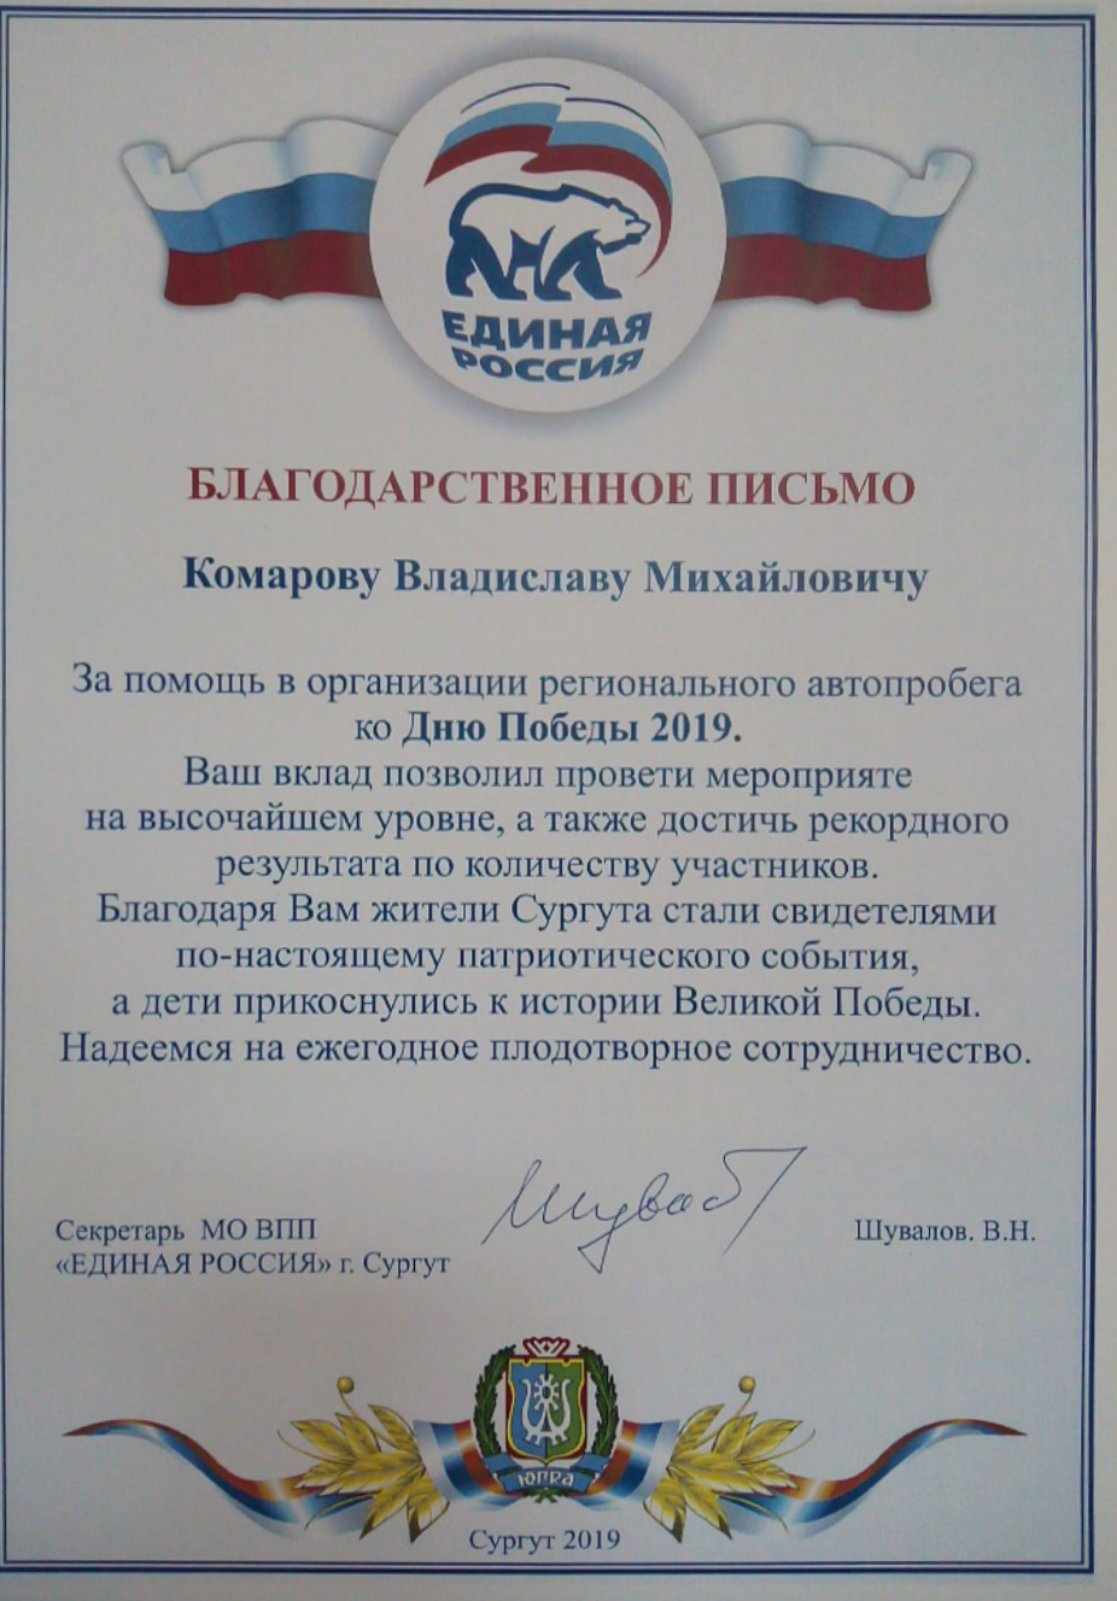 ЕДИНАЯ
РОССИЯ
БЛАГОДАРСТВЕННОЕ ПИСЬМО
Комарову Владиславу Михайловичу
За помощь в организации регионального автопробега
ко Дню Победы 2019.
Ваш вклад позволил провети мероприяте
на высочайшем уровне, а также достичь рекордного
результата по количеству участников.
Благодаря Вам жители Сургута стали свидетелями
по-настоящему патриотического события,
а дети прикоснулись к истории Великой Победы.
Надеемся на ежегодное плодотворное сотрудничество.
Секретарь МО ВПП
«ЕДИНАЯ РОССИЯ» г. Сургут
Шувалов. В.Н.
ЮГРА
Сургут 2019